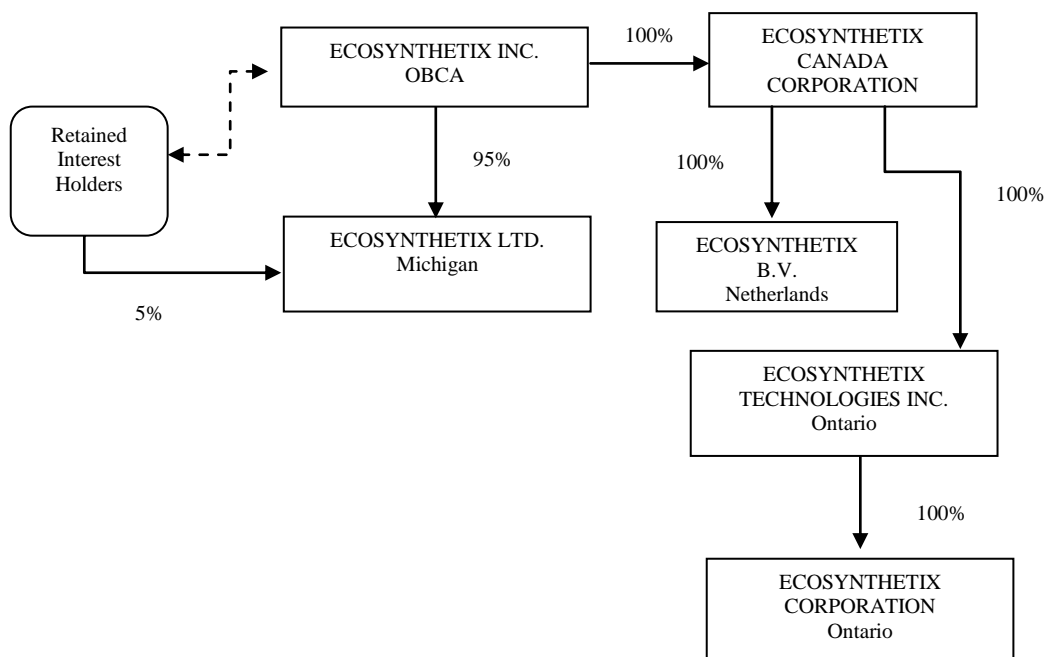 ECOSYNTHETIX INC.
OBCA
100%
ECOSYNTHETIX
CANADA
CORPORATION
Retained
Interest
Holders
95%
100%
100%
ECOSYNTHETIX LTD.
Michigan
ECOSYNTHETIX
B.V.
Netherlands
5%
ECOSYNTHETIX
TECHNOLOGIES INC.
Ontario
100%
ECOSYNTHETIX
CORPORATION
Ontario